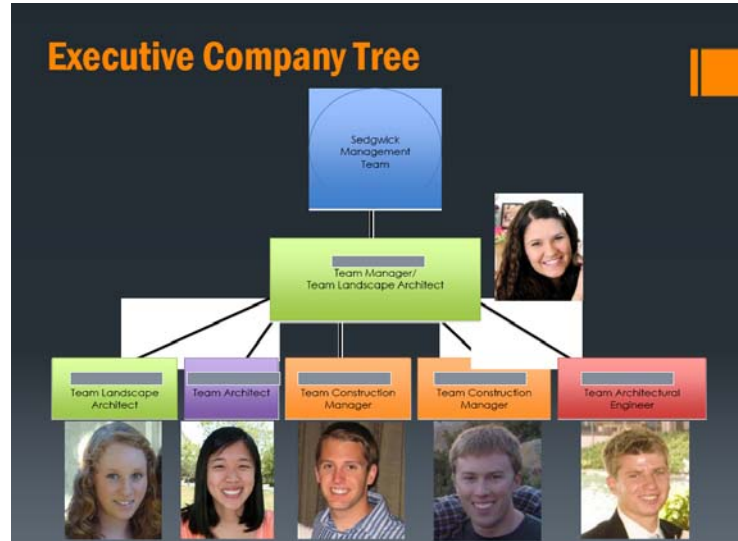 Executive Company Tree
Sedgwick
Management
Team
Team Manager/
Team Landscape Architect
Team Landscape
Architect
Team Architect
Team Construction
Manager
Team Construction
Manager
Team Architectural
Engineer